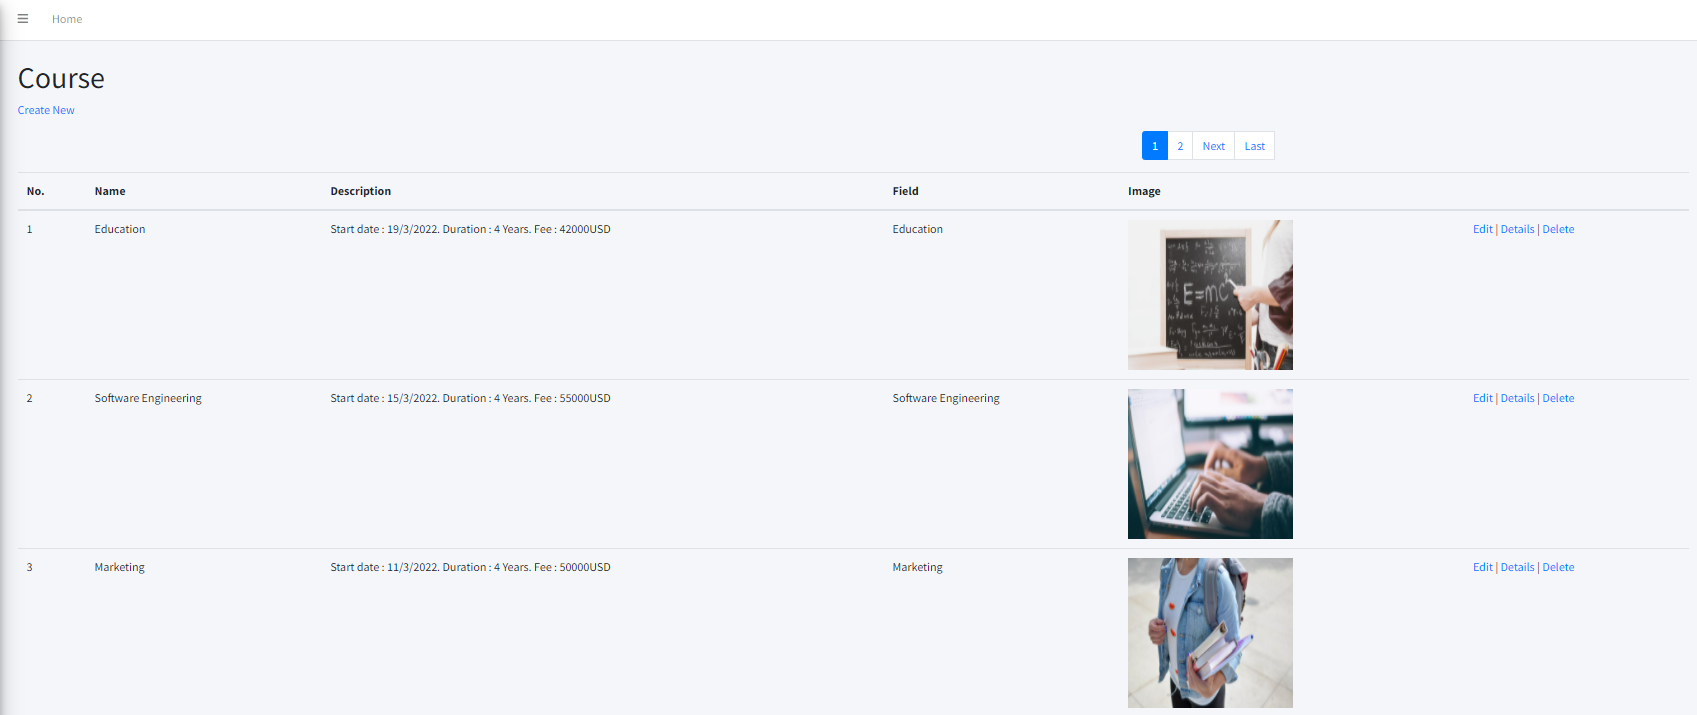 Home
Course
Create New
1 2 Next Last
No. Name Description Field Image
1 Education Start date : 19/3/2022. Duration : 4 Years. Fee : 42000USD Education Edit | Details | Delete
E=mc²
2 Software Engineering Start date : 15/3/2022. Duration : 4 Years. Fee : 55000USD Software Engineering Edit | Details | Delete
3 Marketing Start date : 11/3/2022. Duration : 4 Years. Fee : 50000USD Marketing Edit | Details | Delete